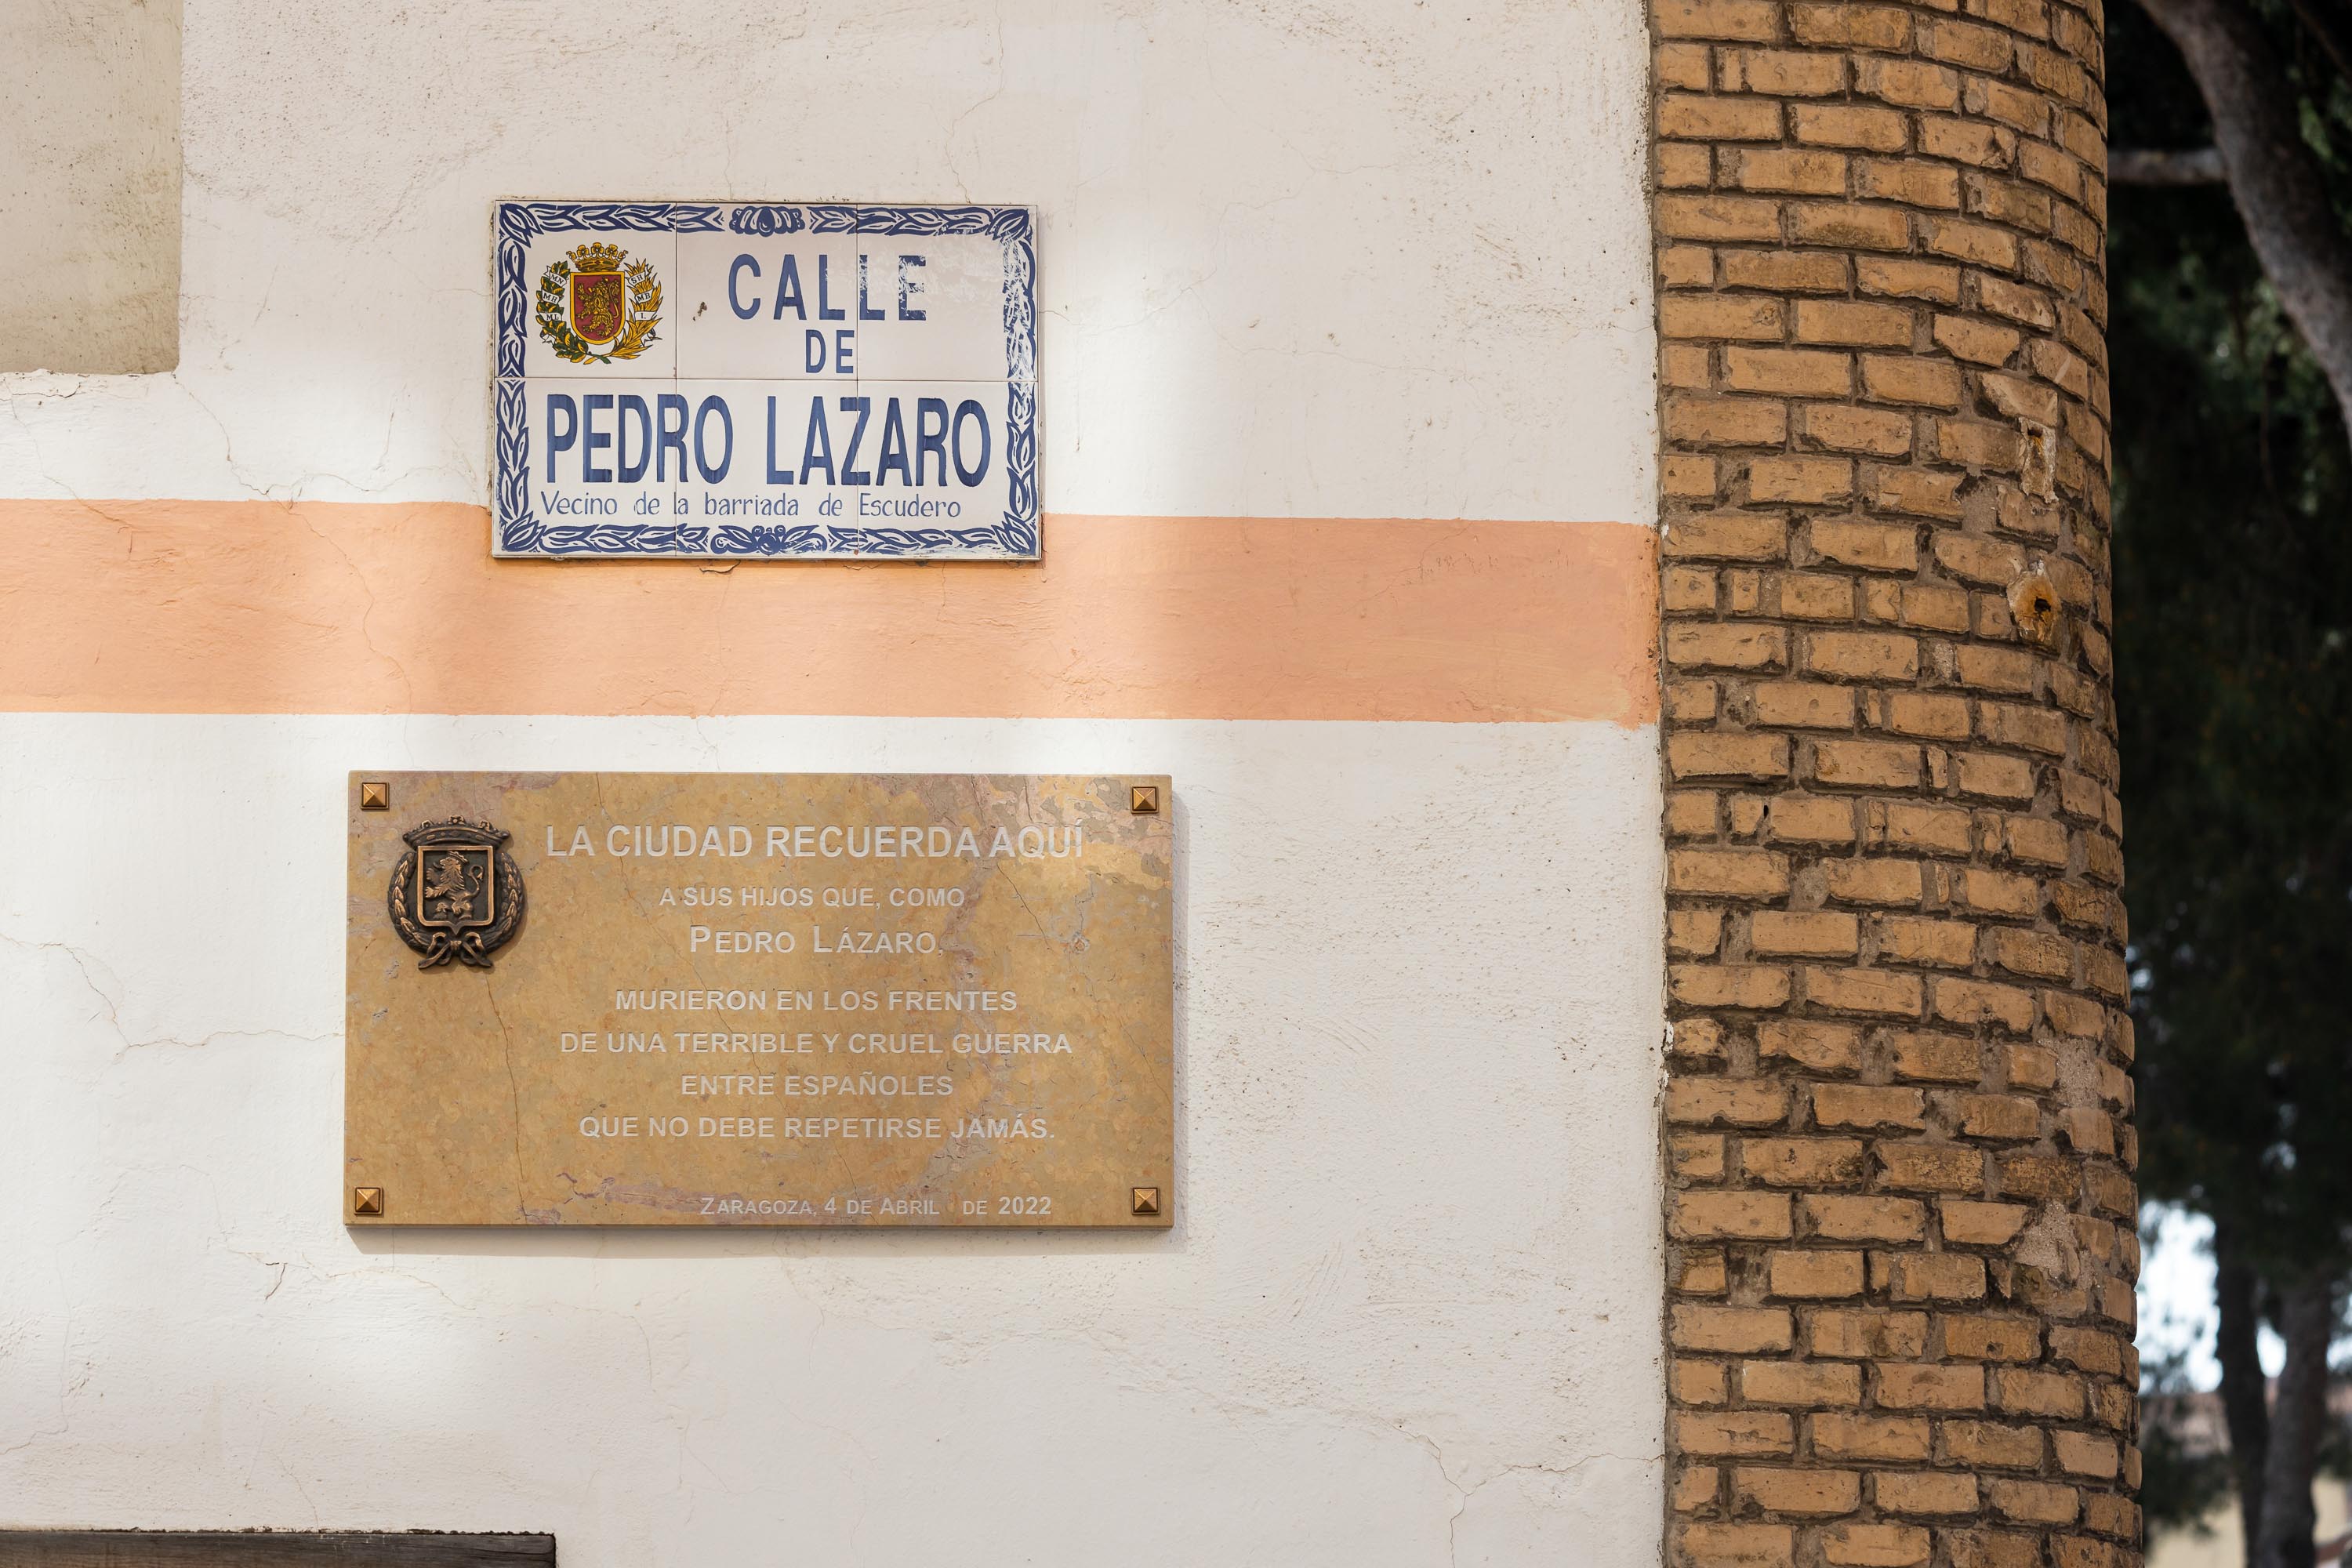 CALLE
DE
PEDRO LAZARO
Vecino de la barriada de Escudero
LA CIUDAD RECUERDA AQUÍ
A SUS HIJOS QUE, COMO
PEDRO LÁZARO,
MURIERON EN LOS FRENTES
DE UNA TERRIBLE Y CRUEL GUERRA
ENTRE ESPAÑOLES
QUE NO DEBE REPETIRSE JAMÁS.
ZARAGOZA, 4 DE ABRIL DE 2022